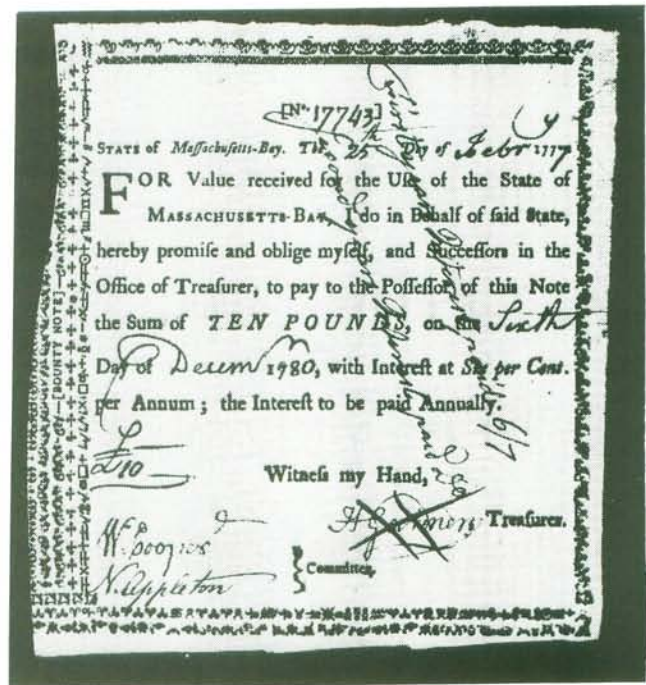 [No. 17743]
STATE of Massachusetts-Bay. The 25th Day of Febry 1777
FOR Value received for the Use of the State of
MASSACHUSETTS-BAY, I do in Behalf of said State,
hereby promise and oblige myself, and Successors in the
Office of Treasurer, to pay to the Possessor of this Note
the Sum of TEN POUNDS, on the Sixth
Day of Decem 1780, with Interest at Six per Cent.
per Annum; the Interest to be paid Annually.
£10
Witness my Hand,
Treasurer.
W.
N. Appleton
Committee,
[BOUNTY NOTE]